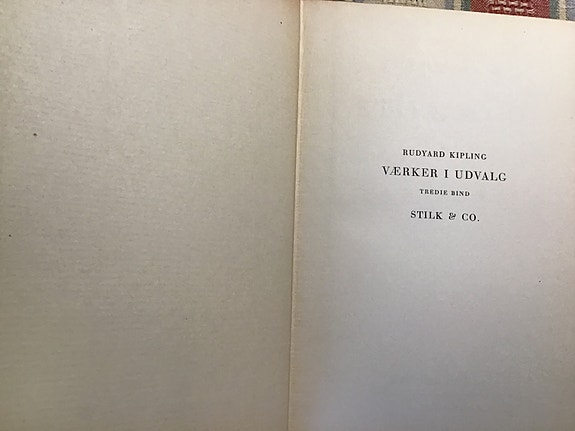 RUDYARD KIPLING
VÆRKER I UDVALG
TREDIE BIND
STILK & CO.